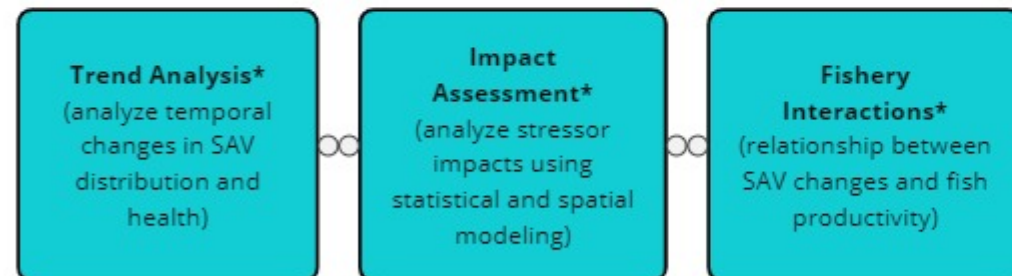 Trend Analysis*
(analyze temporal
changes in SAV
distribution and
health)
Impact
Assessment*
(analyze stressor
impacts using
statistical and spatial
modeling)
Fishery
Interactions*
(relationship between
SAV changes and fish
productivity)